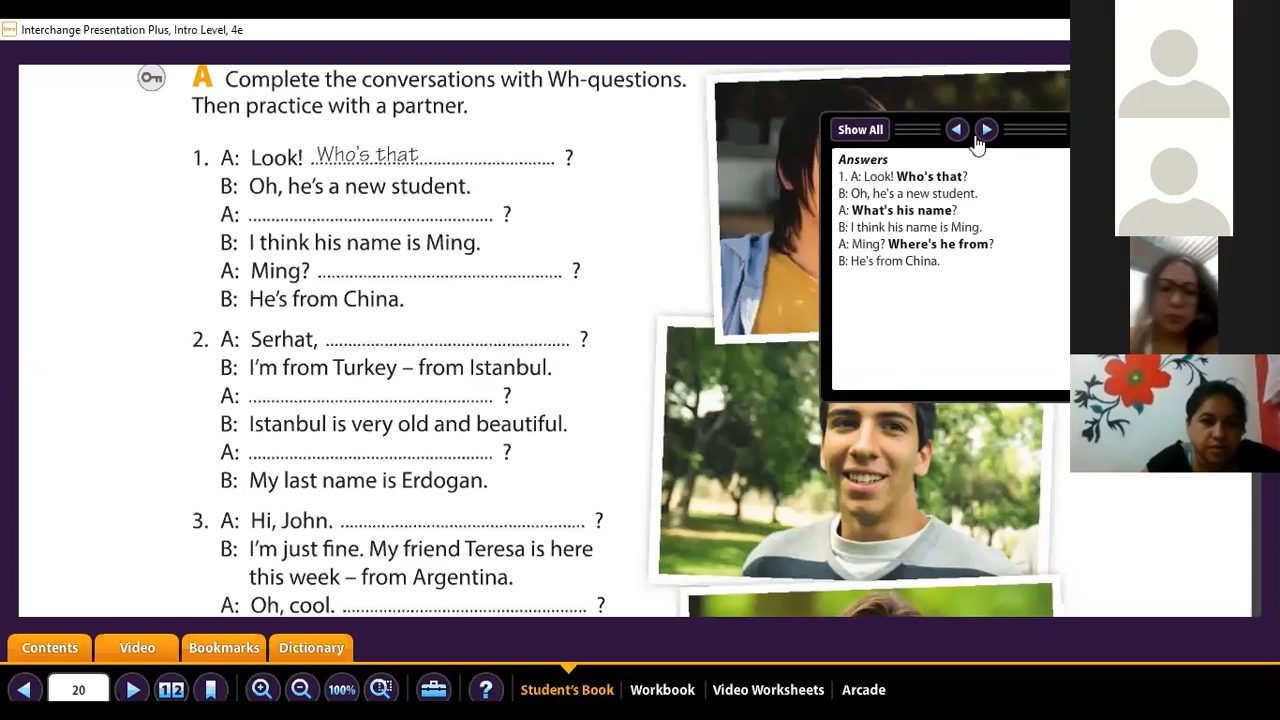 Interchange Presentation Plus, Intro Level, 4e
A Complete the conversations with Wh-questions.
Then practice with a partner.
1. A: Look! Who's that ?
B: Oh, he's a new student.
A: ?
B: I think his name is Ming.
A: Ming? ?
B: He's from China.
2. A: Serhat, ?
B: I'm from Turkey – from Istanbul.
A: ?
B: Istanbul is very old and beautiful.
A: ?
B: My last name is Erdogan.
3. A: Hi, John. ?
B: I'm just fine. My friend Teresa is here
this week – from Argentina.
A: Oh, cool. ?
Show All
Answers
1. A: Look! Who's that?
B: Oh, he's a new student.
A: What's his name?
B: I think his name is Ming.
A: Ming? Where's he from?
B: He's from China.
Contents Video Bookmarks Dictionary
20 1 2 100% ? Student's Book Workbook Video Worksheets Arcade